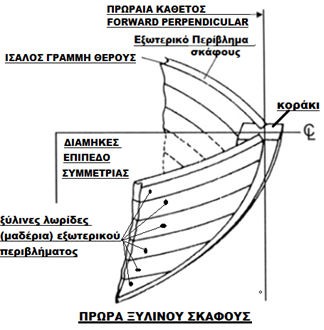 ΠΡΩΡΑΙΑ ΚΑΘΕΤΟΣ
FORWARD PERPENDICULAR
Εξωτερικό Περίβλημα
σκάφους
ΙΣΑΛΟΣ ΓΡΑΜΜΗ ΘΕΡΟΥΣ
κοράκι
℄
ΔΙΑΜΗΚΕΣ
ΕΠΙΠΕΔΟ
ΣΥΜΜΕΤΡΙΑΣ
ξύλινες λωρίδες
(μαδέρια) εξωτερικού
περιβλήματος
ΠΡΩΡΑ ΞΥΛΙΝΟΥ ΣΚΑΦΟΥΣ